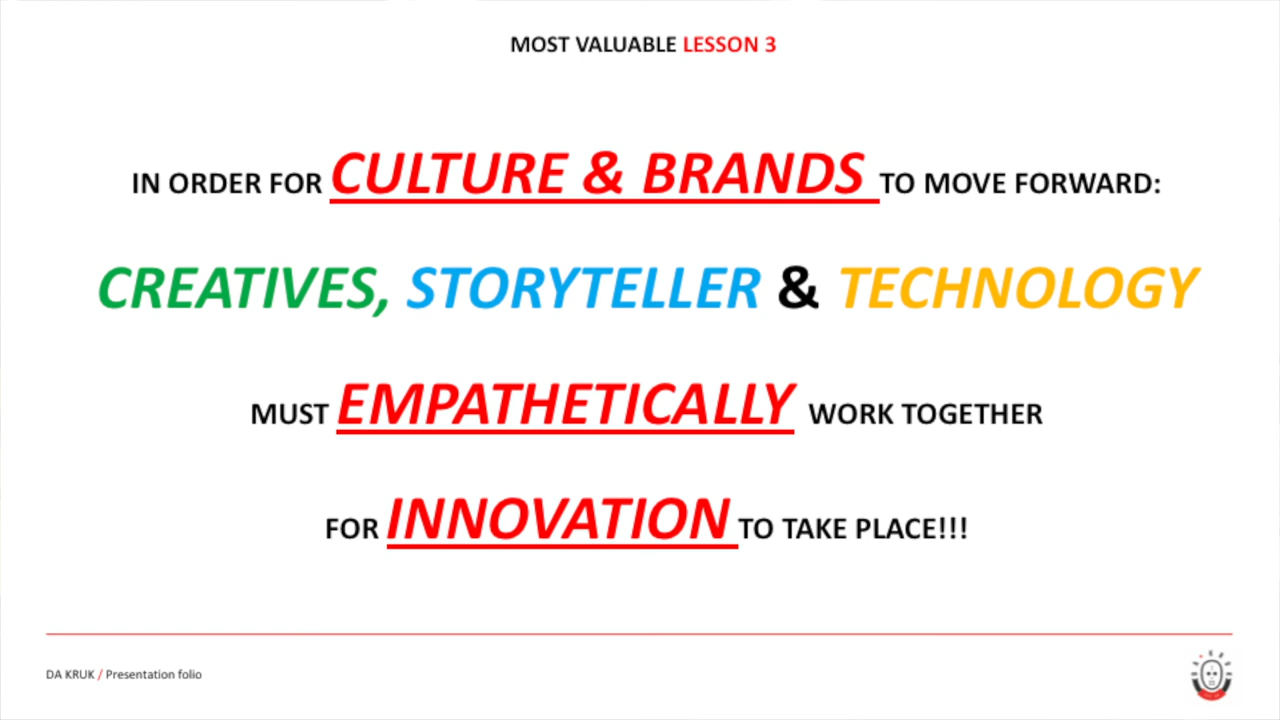 MOST VALUABLE LESSON 3
IN ORDER FOR CULTURE & BRANDS TO MOVE FORWARD:
CREATIVES, STORYTELLER & TECHNOLOGY
MUST EMPATHETICALLY WORK TOGETHER
FOR INNOVATION TO TAKE PLACE!!!
DA KRUK / Presentation folio